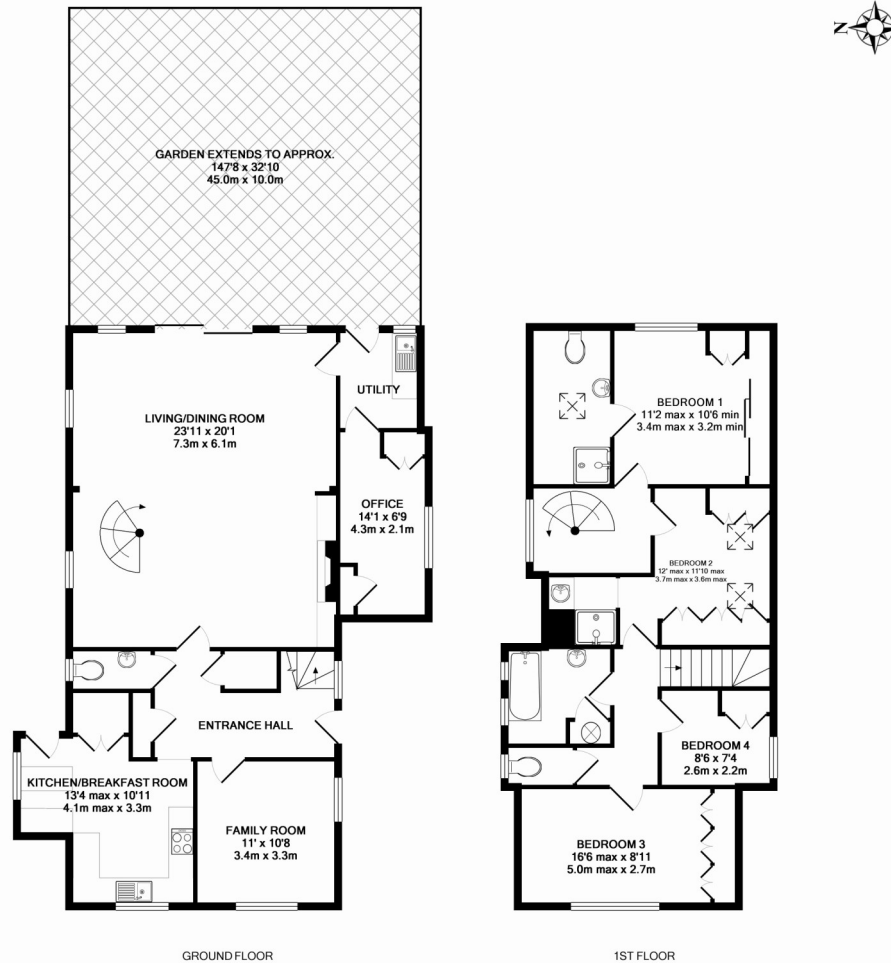 N
GARDEN EXTENDS TO APPROX.
147'8 x 32'10
45.0m x 10.0m
UTILITY
LIVING/DINING ROOM
23'11 x 20'1
7.3m x 6.1m
OFFICE
14'1 x 6'9
4.3m x 2.1m
ENTRANCE HALL
KITCHEN/BREAKFAST ROOM
13'4 max x 10'11
4.1m max x 3.3m
FAMILY ROOM
11' x 10'8
3.4m x 3.3m
GROUND FLOOR
BEDROOM 1
11'2 max x 10'6 min
3.4m max x 3.2m min
BEDROOM 2
12' max x 11'10 max
3.7m max x 3.6m max
BEDROOM 4
8'6 x 7'4
2.6m x 2.2m
BEDROOM 3
16'6 max x 8'11
5.0m max x 2.7m
1ST FLOOR